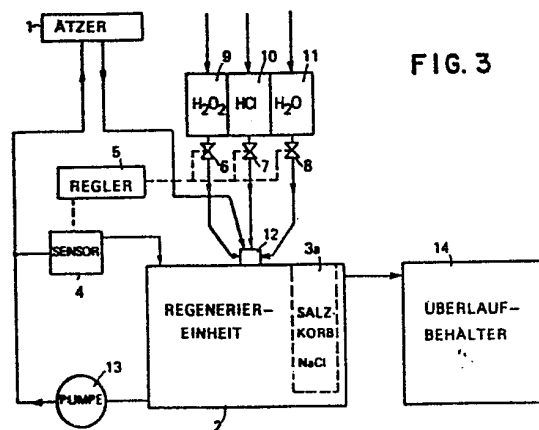 1
ÄTZER
9
10
11
H₂O₂
HCl
H₂O
FIG. 3
5
REGLER
6
7
8
12
3a
SENSOR
4
REGENERIER-
EINHEIT
SALZ-
KORB
NaCl
14
ÜBERLAUF-
BEHÄLTER
13
PUMPE
2